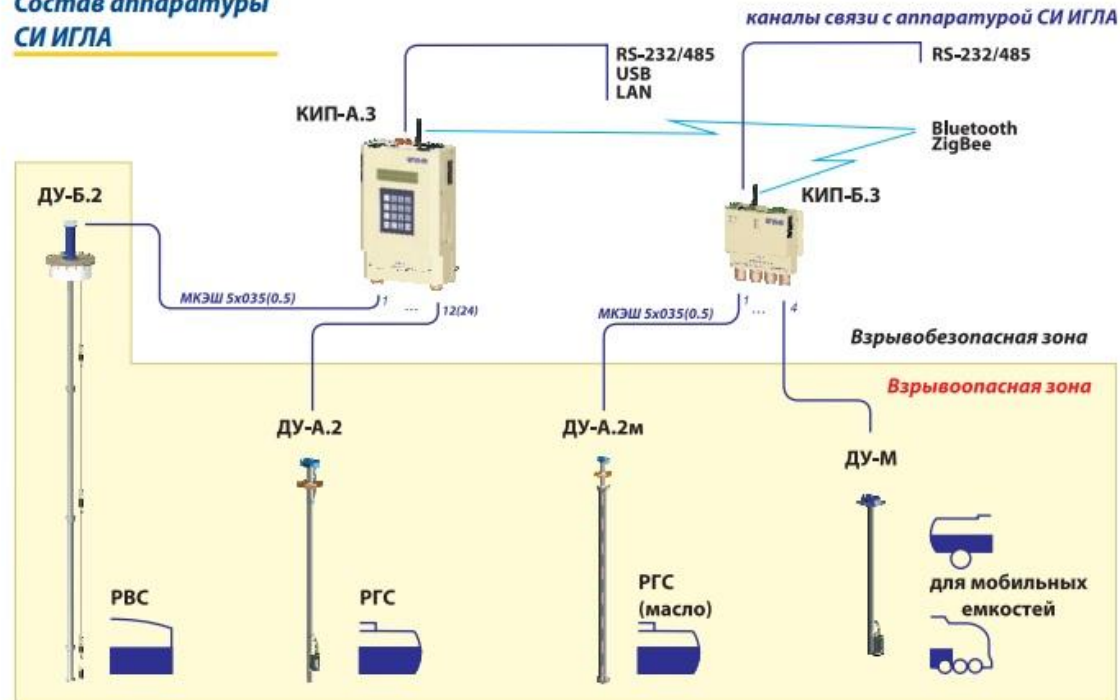 Состав аппаратуры
СИ ИГЛА
каналы связи с аппаратурой СИ ИГЛА
RS-232/485
USB
LAN
RS-232/485
КИП-А.3
Bluetooth
ZigBee
ДУ-Б.2
КИП-Б.3
МКЭШ 5х035(0.5)
1
...
12(24)
МКЭШ 5х035(0.5)
1
...
4
Взрывобезопасная зона
Взрывоопасная зона
ДУ-А.2
ДУ-А.2м
ДУ-М
РВС
РГС
РГС
(масло)
для мобильных
емкостей